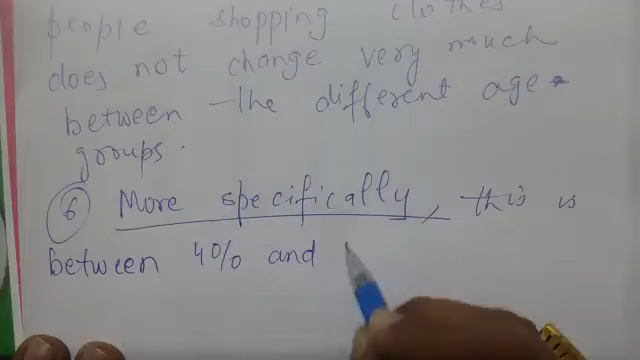 people shopping clothes
does not change very much
between the different age
groups.
6 More specifically, this is
between 4% and